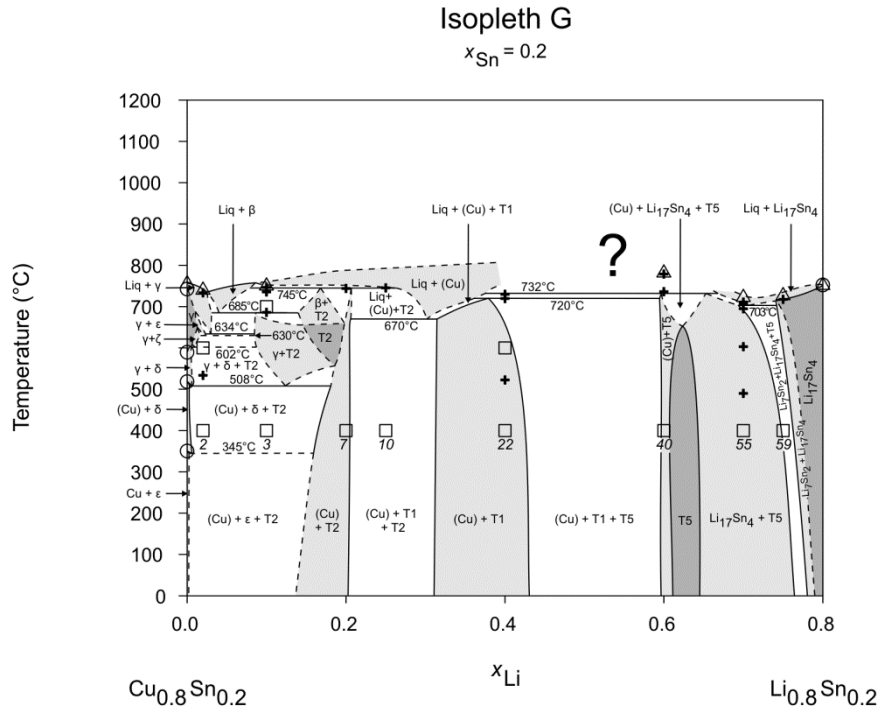 Isopleth G
xSn = 0.2
Temperature (°C)
1200
1100
1000
900
800
700
600
500
400
300
200
100
0
Liq + β
Liq + (Cu) + T1
(Cu) + Li17Sn4 + T5
Liq + Li17Sn4
?
Liq + γ
745°C
β+
T2
Liq+
(Cu)+T2
Liq + (Cu)
732°C
720°C
703°C
685°C
γ + ε
634°C
630°C
T2
670°C
γ+ζ
602°C
γ+T2
γ + δ
γ + δ + T2
508°C
(Cu)+T5
Li7Sn2+Li17Sn4+T5
Li17Sn4
(Cu) + δ
(Cu) + δ + T2
2
3
7
10
22
40
55
59
345°C
Cu + ε
Li7Sn2 + Li17Sn4
(Cu) + ε + T2
(Cu)
+ T2
(Cu) + T1
+ T2
(Cu) + T1
(Cu) + T1 + T5
T5
Li17Sn4 + T5
0.0
0.2
0.4
0.6
0.8
xLi
Cu0.8Sn0.2
Li0.8Sn0.2